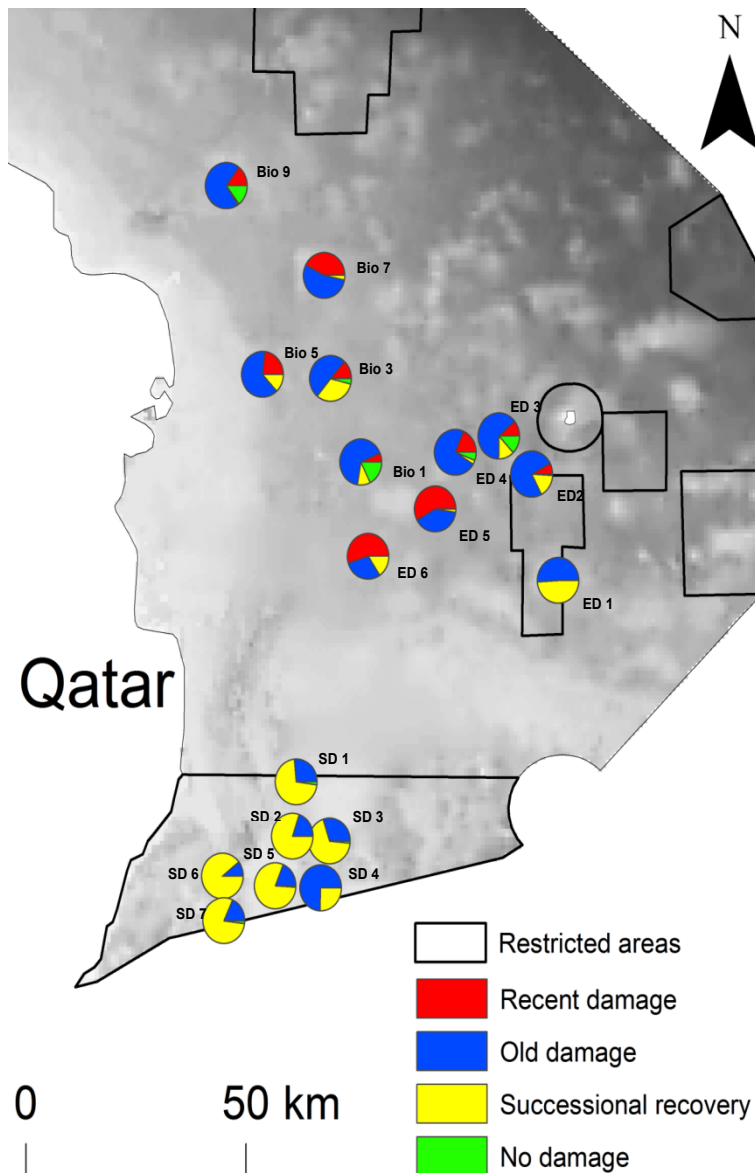 N
Bio 9
Bio 7
Bio 5
Bio 3
ED 3
Bio 1
ED 4
ED2
ED 5
ED 6
ED 1
Qatar
SD 1
SD 2
SD 3
SD 5
SD 6
SD 4
SD 7
Restricted areas
Recent damage
Old damage
Successional recovery
No damage
0
50 km